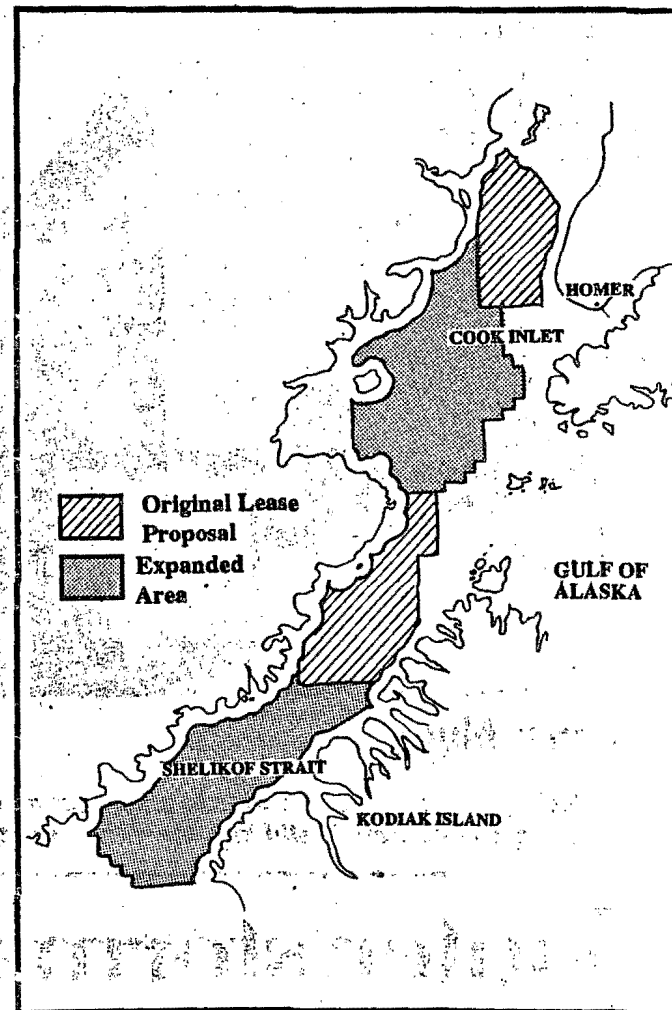 HOMER
COOK INLET
Original Lease
Proposal
Expanded
Area
GULF OF
ALASKA
SHELIKOF STRAIT
KODIAK ISLAND